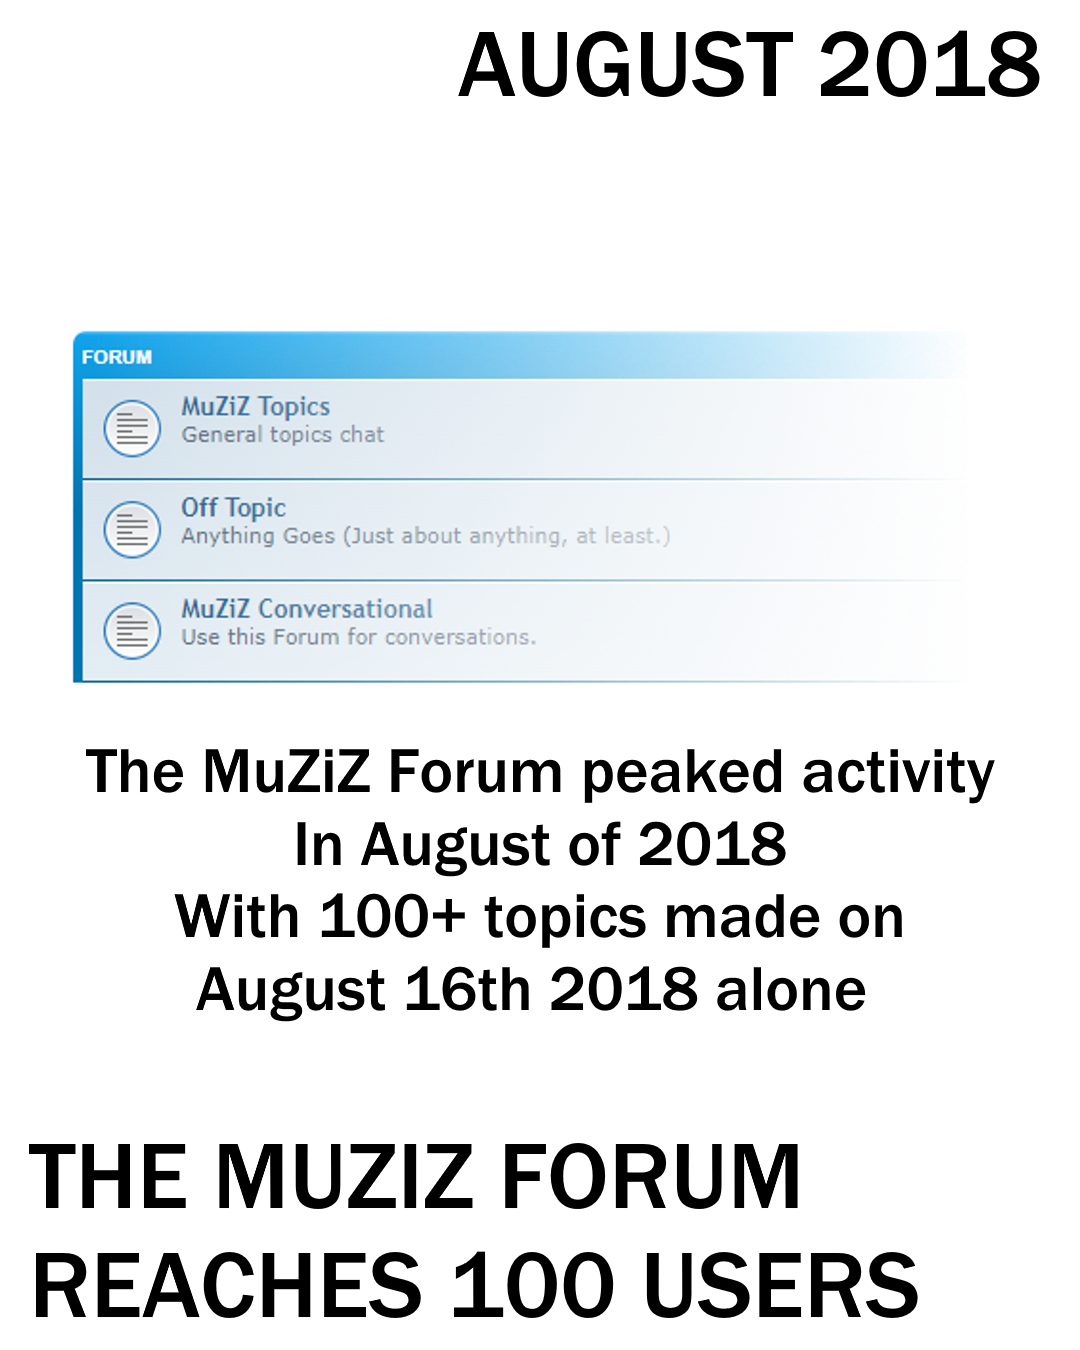 AUGUST 2018
FORUM
MuZiZ Topics
General topics chat
Off Topic
Anything Goes (Just about anything, at least.)
MuZiZ Conversational
Use this Forum for conversations.
The MuZiZ Forum peaked activity
In August of 2018
With 100+ topics made on
August 16th 2018 alone
THE MUZIZ FORUM
REACHES 100 USERS